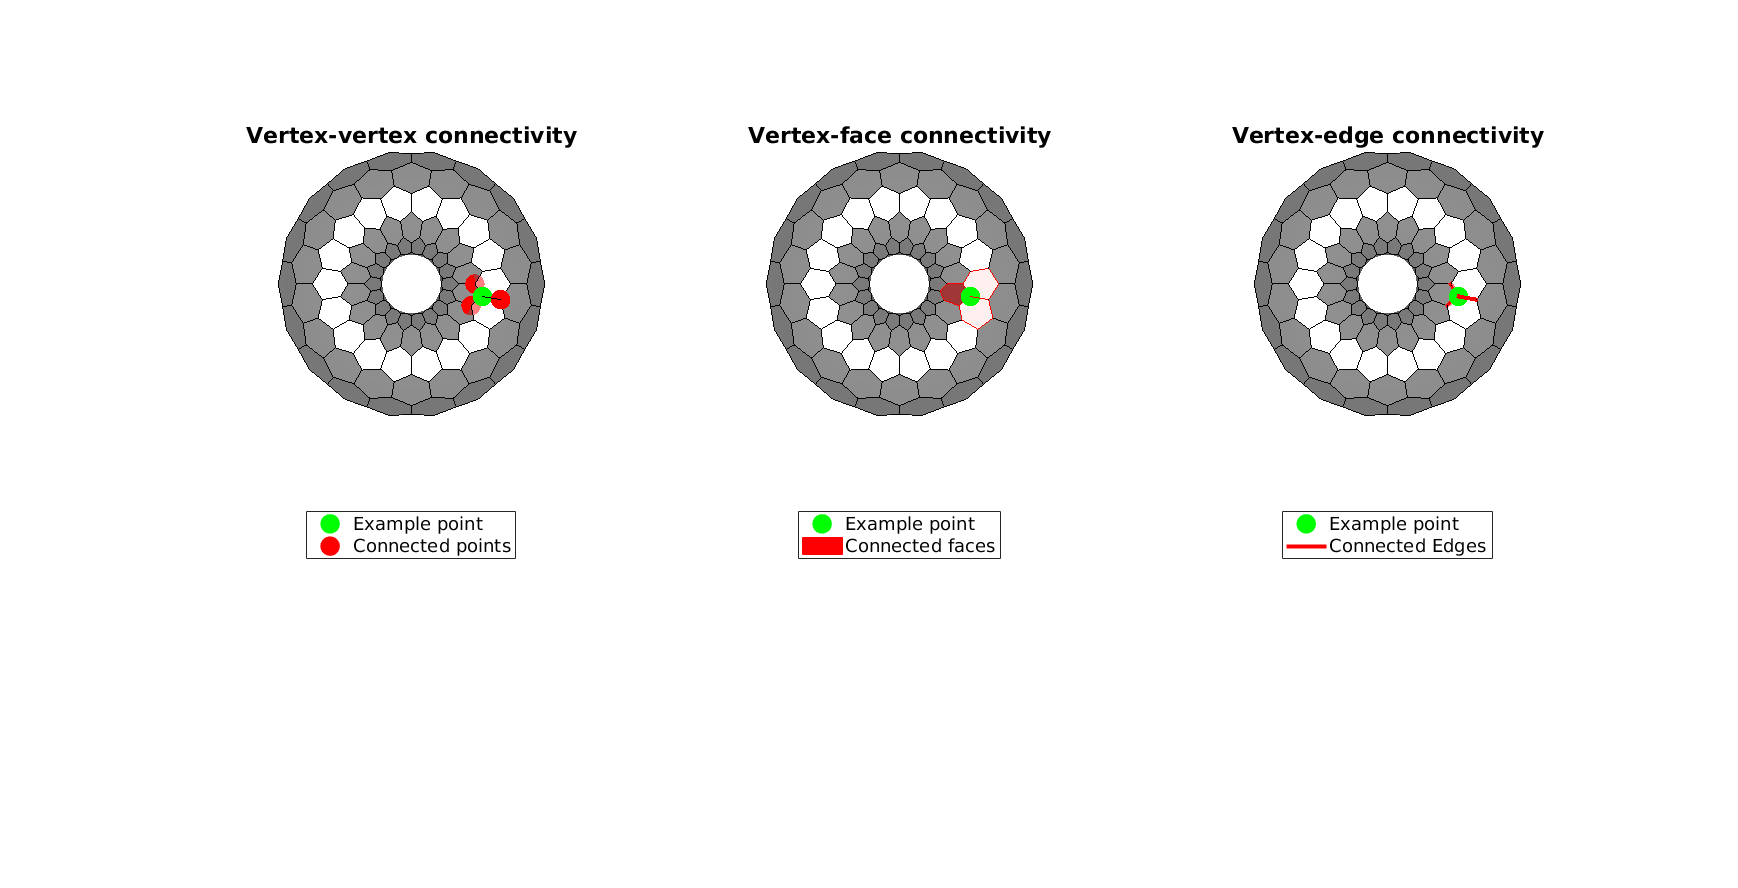 Vertex-vertex connectivity
Vertex-face connectivity
Vertex-edge connectivity
Example point
Connected points
Example point
Connected faces
Example point
Connected Edges